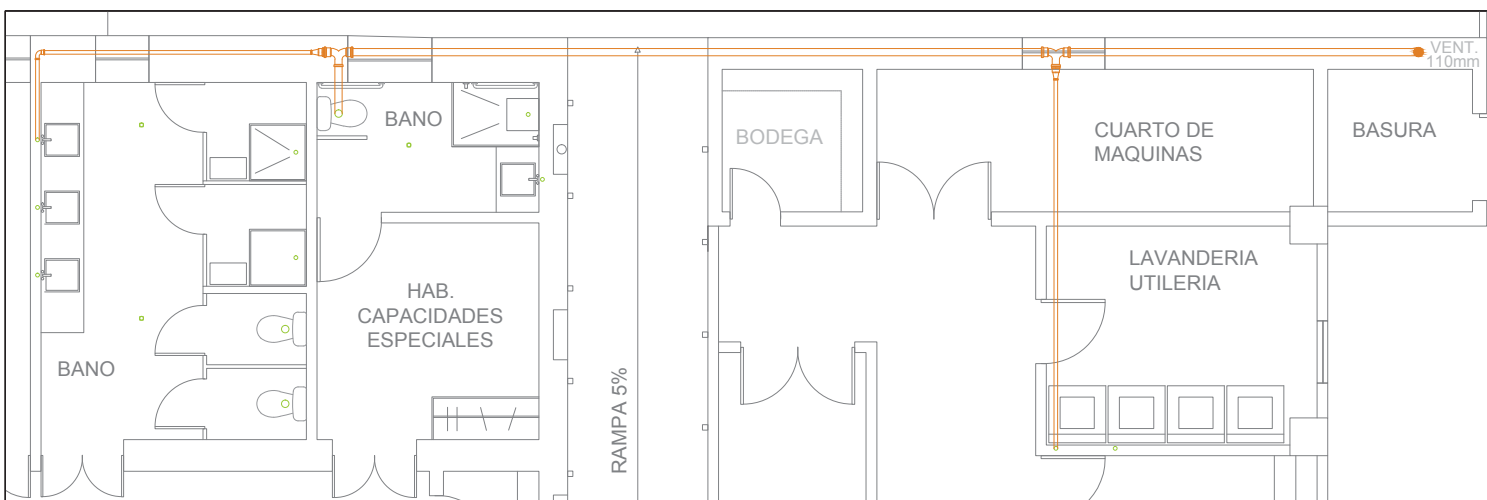 VENT.
110mm
BANO
BODEGA
CUARTO DE
MAQUINAS
BASURA
LAVANDERIA
UTILERIA
HAB.
CAPACIDADES
ESPECIALES
BANO
RAMPA 5%